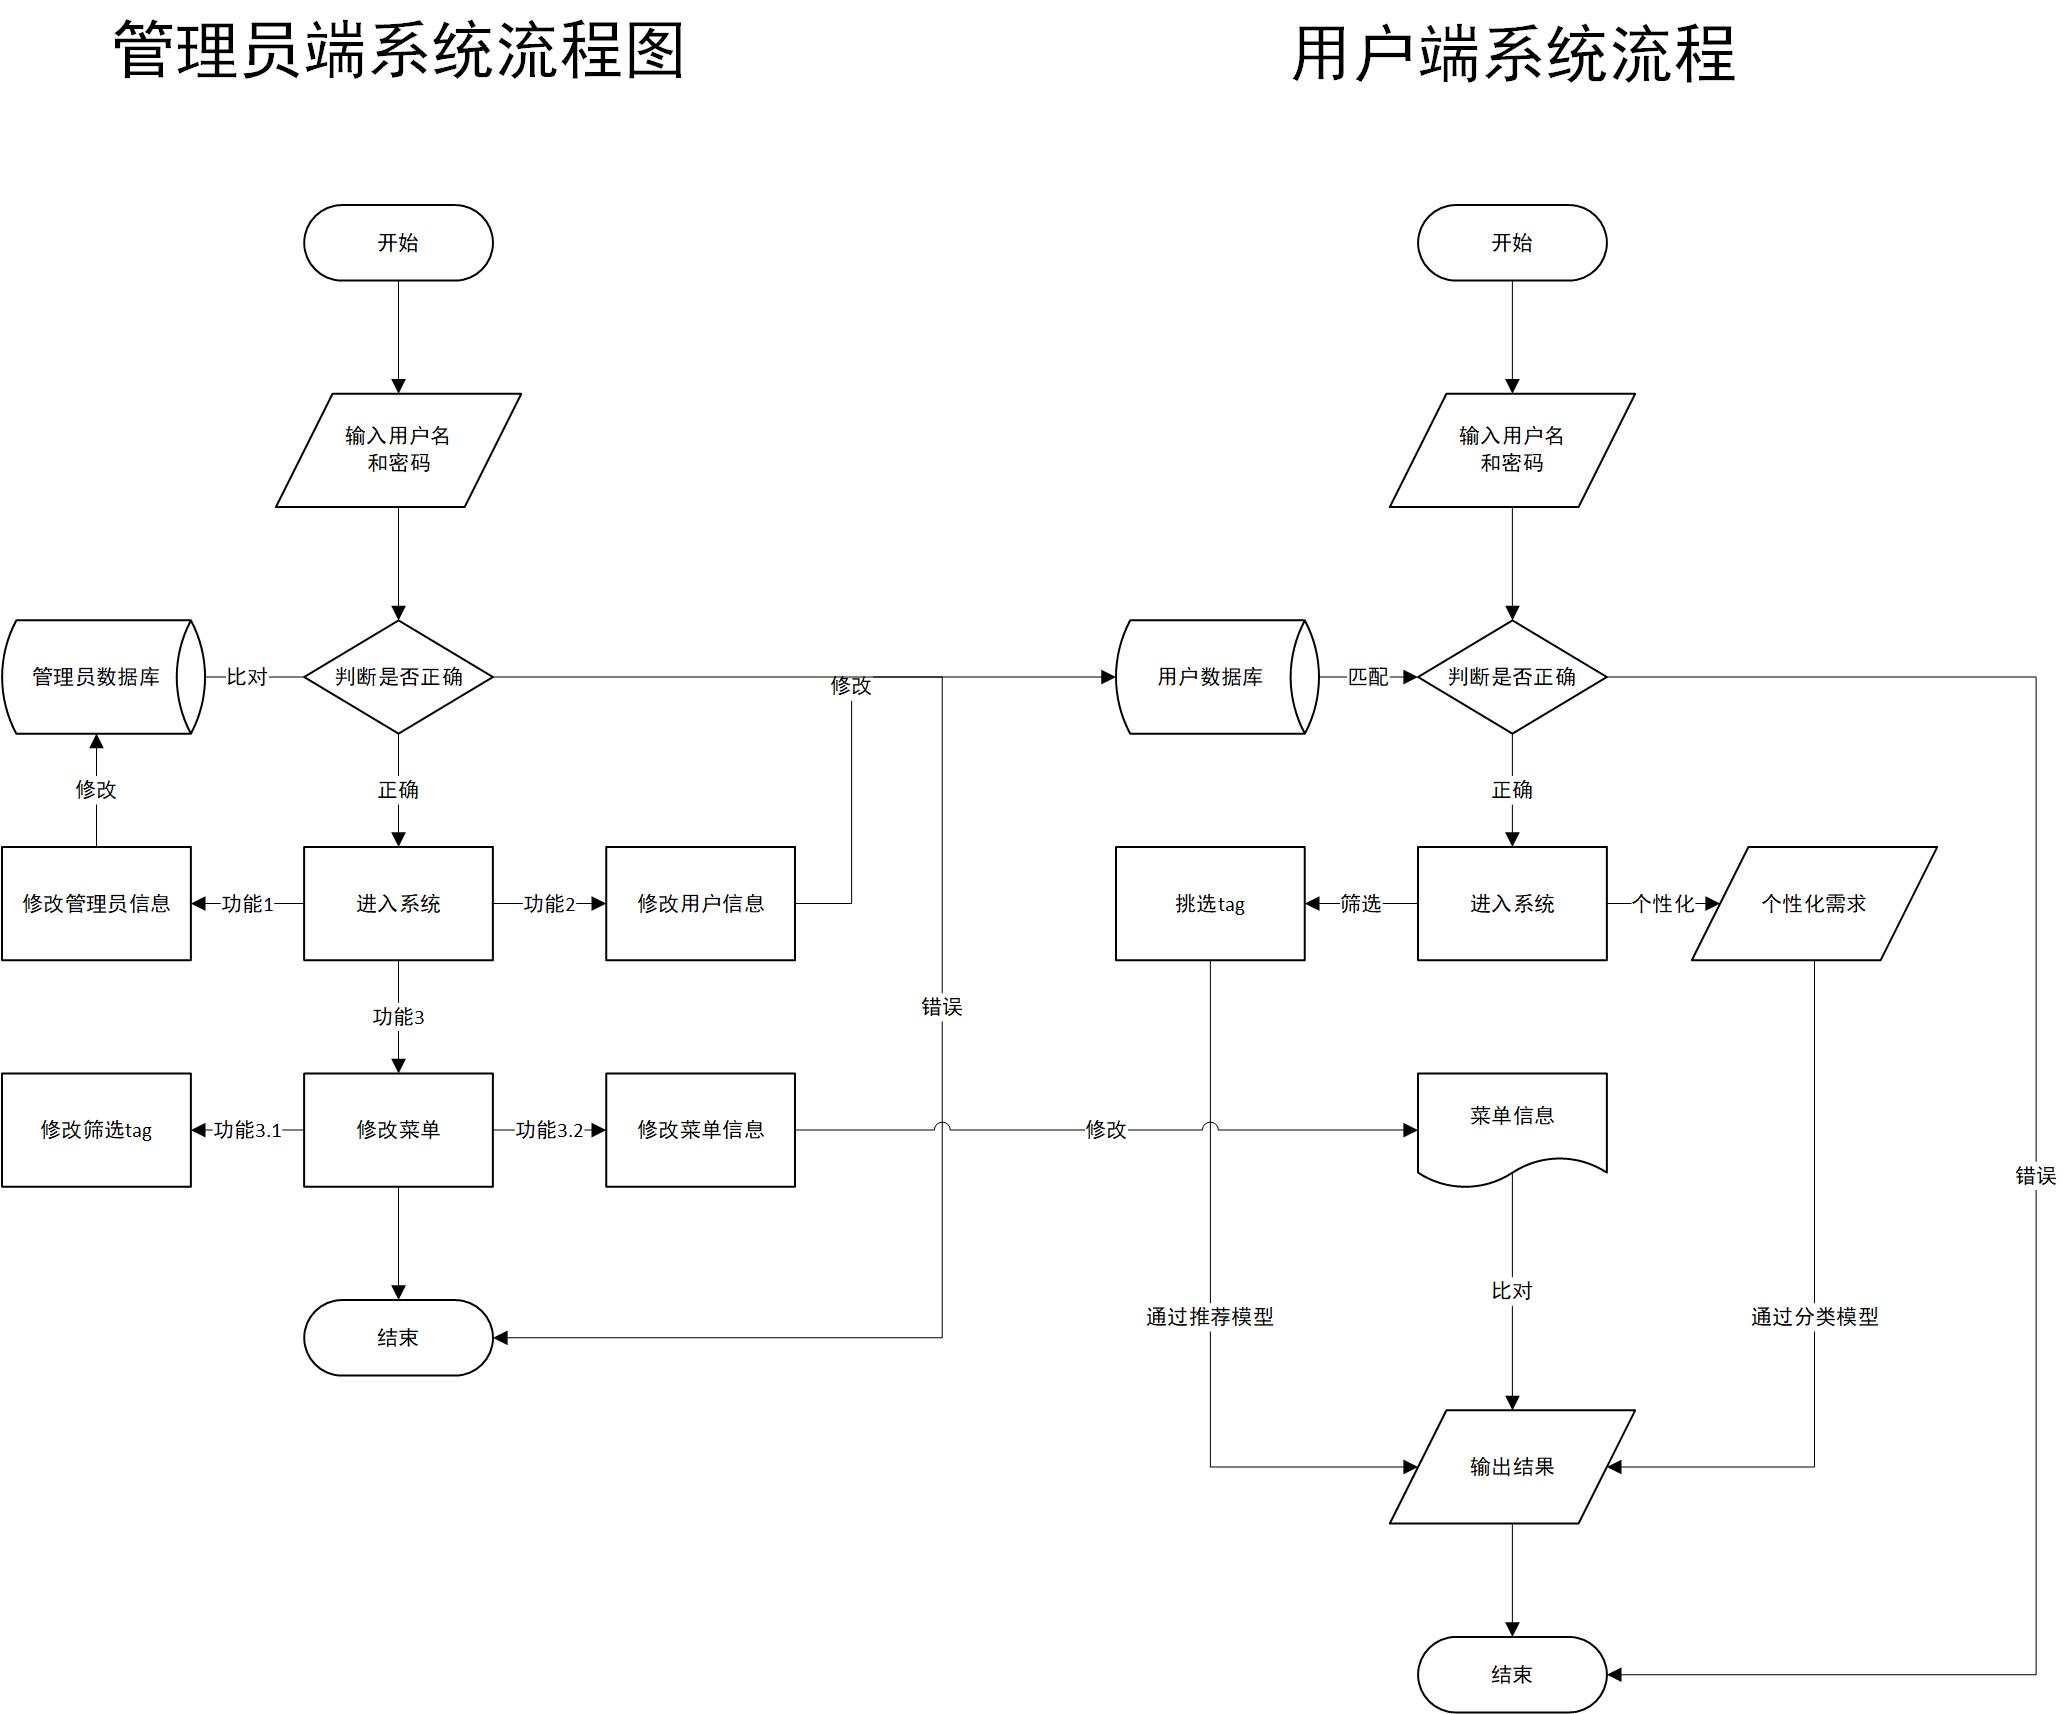 管理员端系统流程图
用户端系统流程
开始
开始
输入用户名
和密码
输入用户名
和密码
管理员数据库
比对
判断是否正确
修改
用户数据库
匹配
判断是否正确
修改
正确
正确
修改管理员信息
功能1
进入系统
功能2
修改用户信息
挑选tag
筛选
进入系统
个性化
个性化需求
功能3
错误
修改筛选tag
功能3.1
修改菜单
功能3.2
修改菜单信息
修改
菜单信息
错误
比对
通过推荐模型
通过分类模型
结束
输出结果
结束